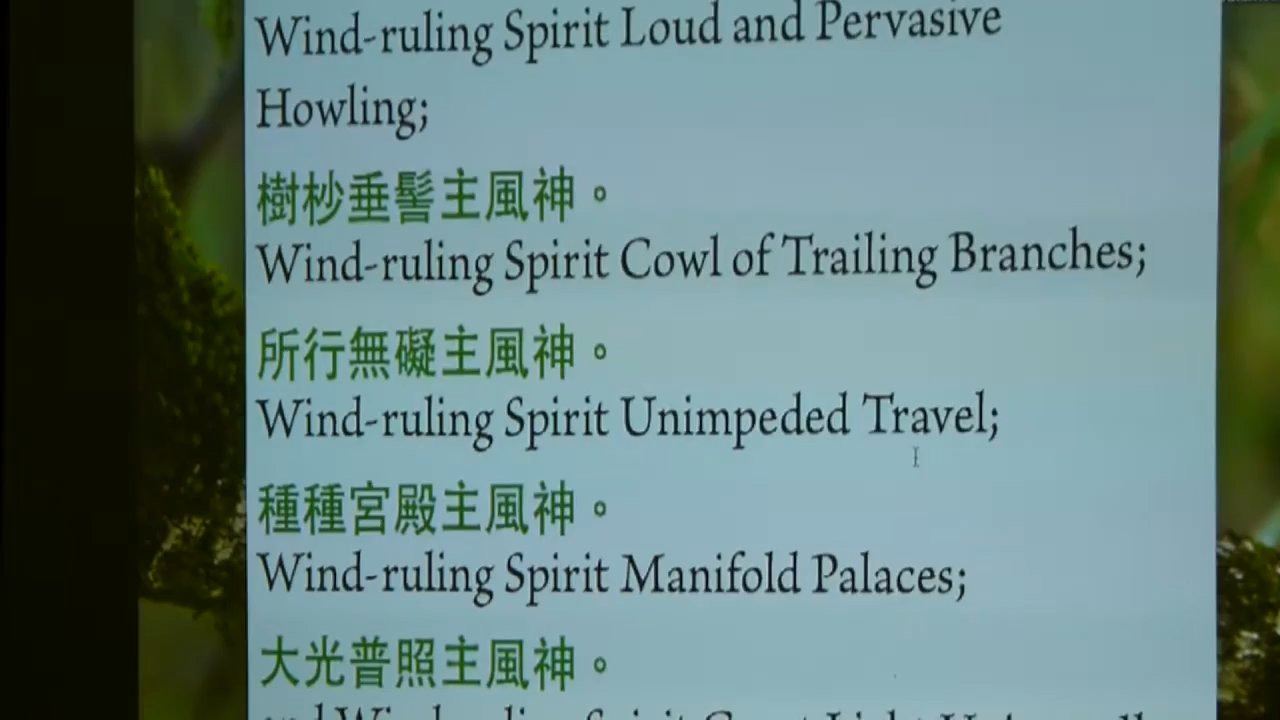 Wind-ruling Spirit Loud and Pervasive
Howling;
樹杪垂髻主風神。
Wind-ruling Spirit Cowl of Trailing Branches;
所行無礙主風神。
Wind-ruling Spirit Unimpeded Travel;
種種宮殿主風神。
Wind-ruling Spirit Manifold Palaces;
大光普照主風神。